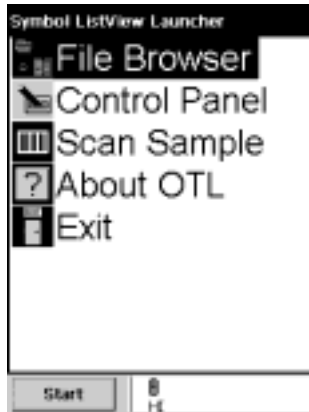 Symbol ListView Launcher
File Browser
Control Panel
Scan Sample
About OTL
Exit
Start